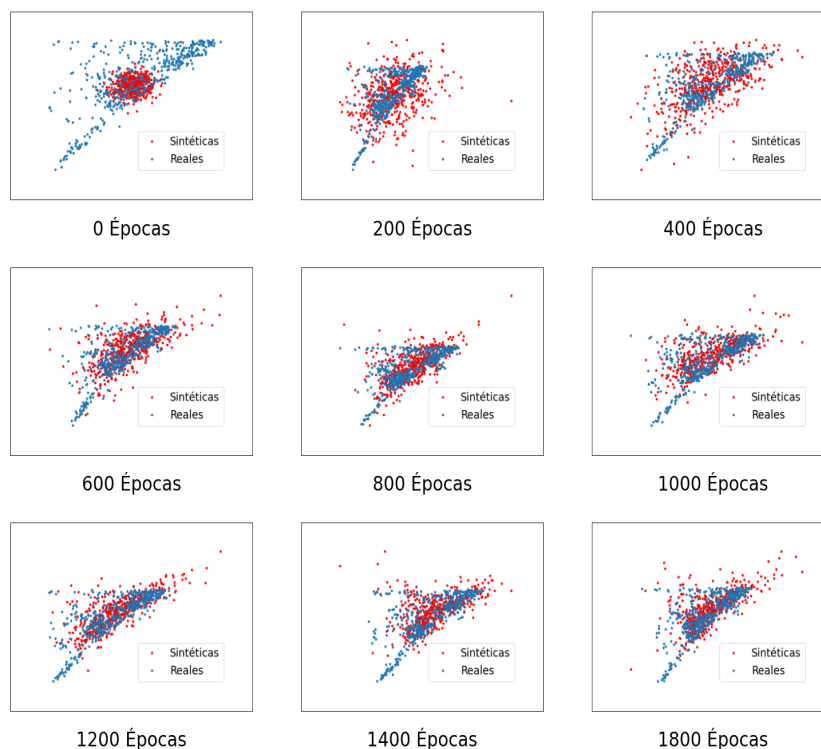 Sintéticas
Reales
0 Épocas
Sintéticas
Reales
200 Épocas
Sintéticas
Reales
400 Épocas
Sintéticas
Reales
600 Épocas
Sintéticas
Reales
800 Épocas
Sintéticas
Reales
1000 Épocas
Sintéticas
Reales
1200 Épocas
Sintéticas
Reales
1400 Épocas
Sintéticas
Reales
1800 Épocas